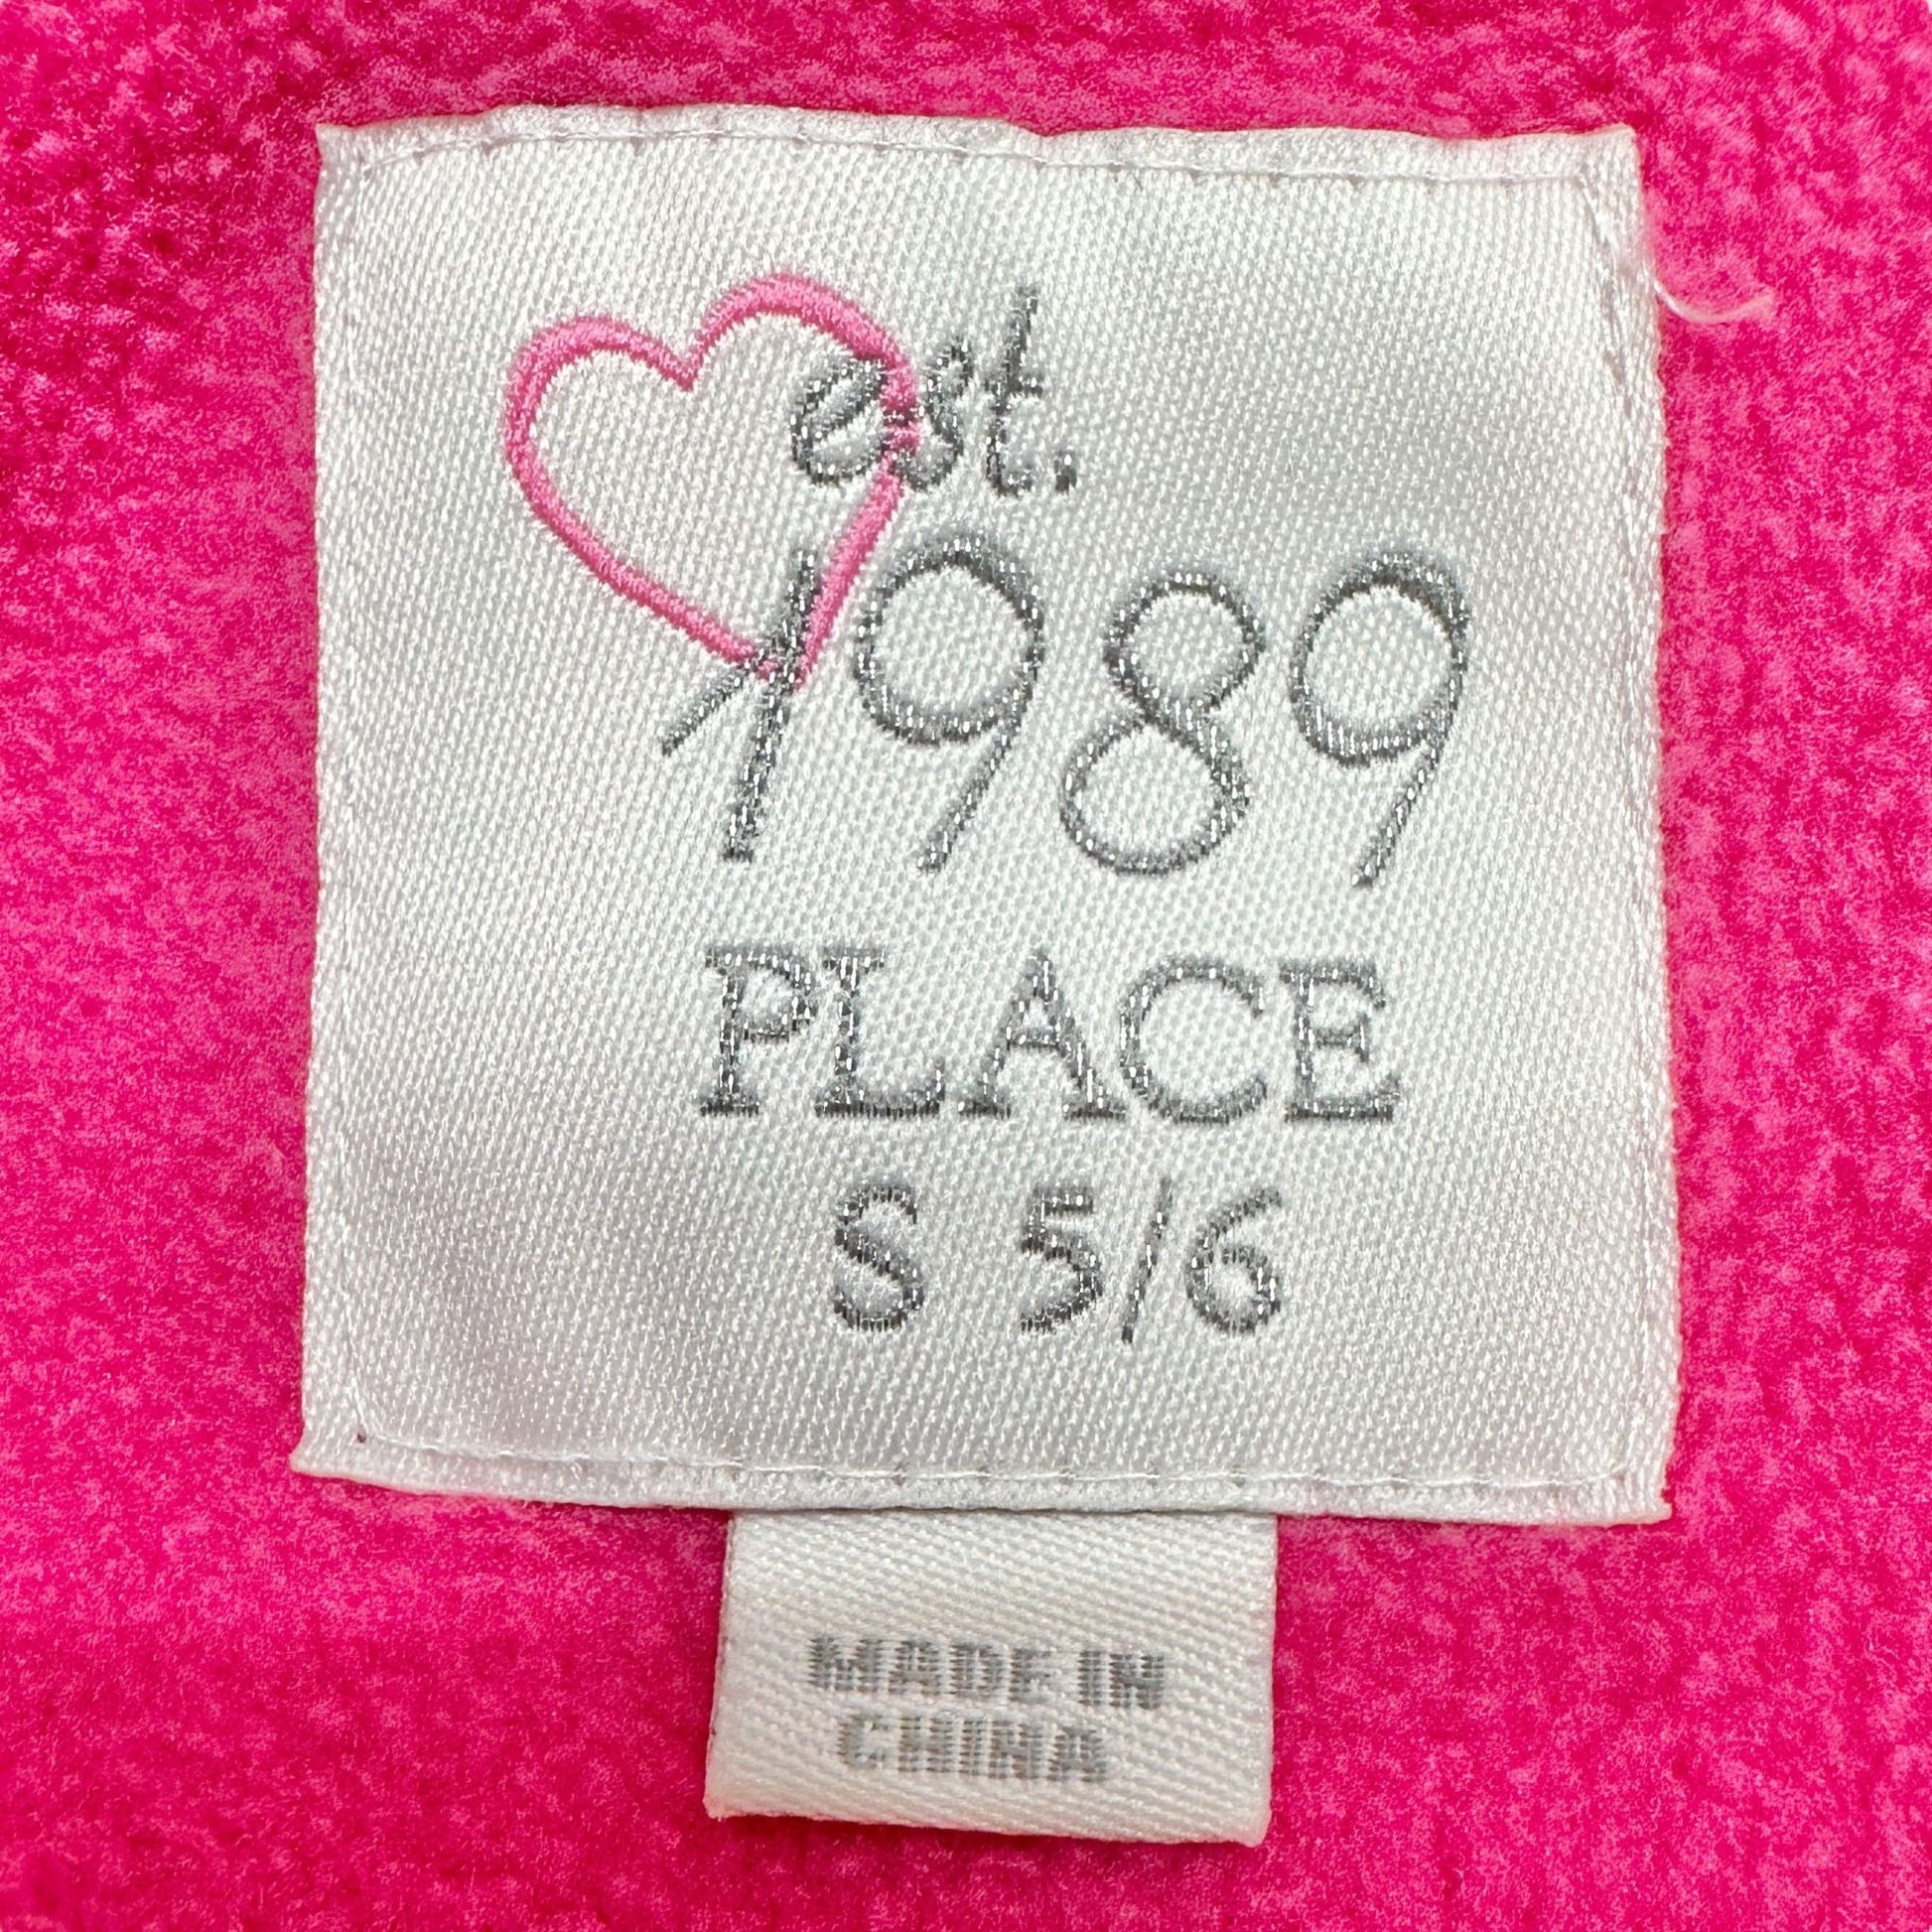 est.
1989
PLACE
S 5/6
MADE IN
CHINA